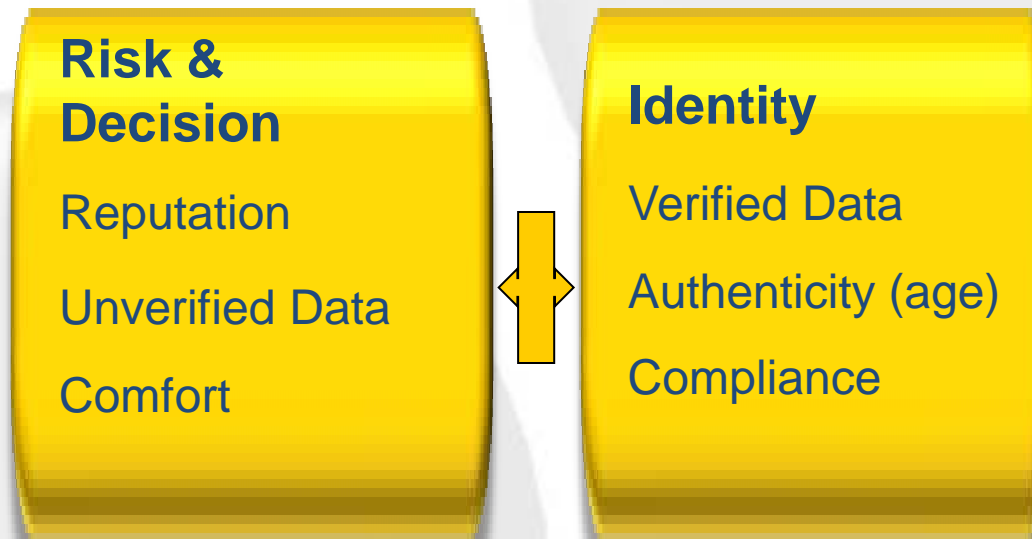 Risk &
Decision
Reputation
Unverified Data
Comfort
Identity
Verified Data
Authenticity (age)
Compliance